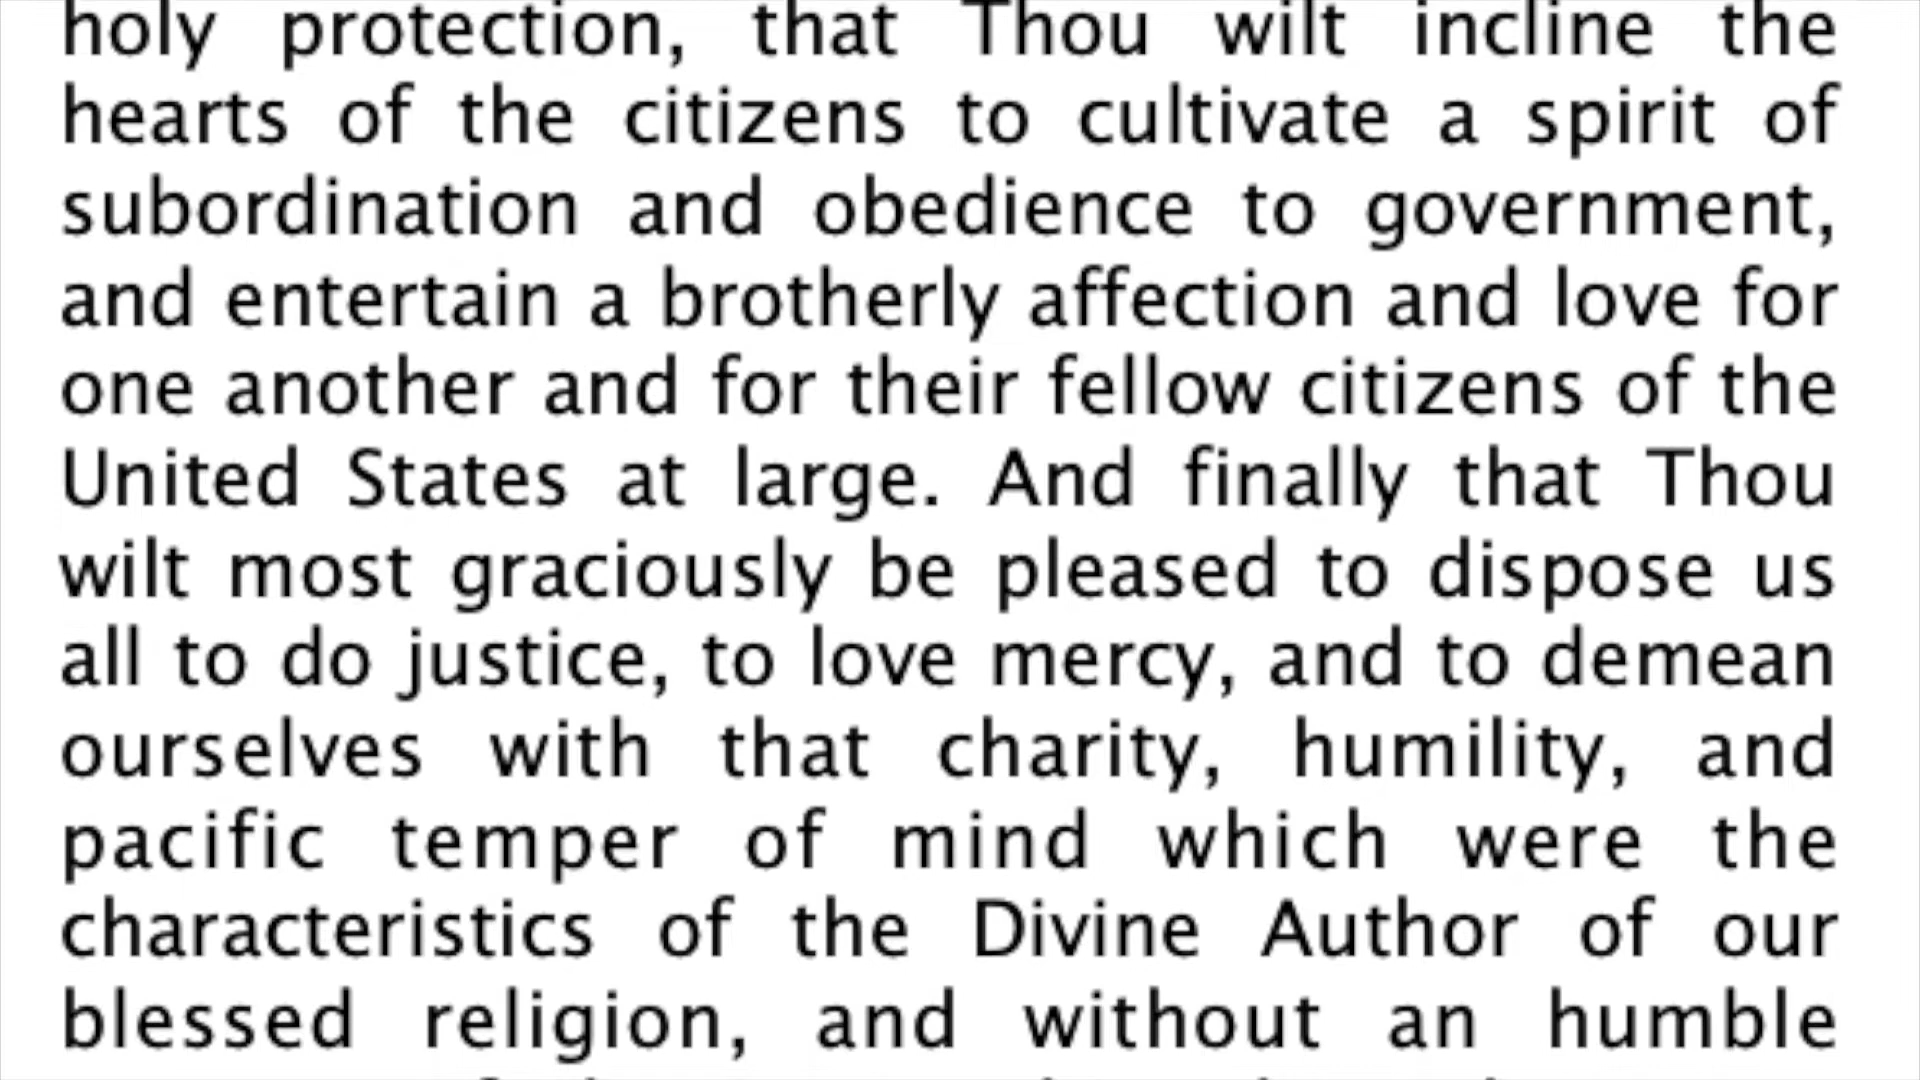 holy protection, that Thou wilt incline the
hearts of the citizens to cultivate a spirit of
subordination and obedience to government,
and entertain a brotherly affection and love for
one another and for their fellow citizens of the
United States at large. And finally that Thou
wilt most graciously be pleased to dispose us
all to do justice, to love mercy, and to demean
ourselves with that charity, humility, and
pacific temper of mind which were the
characteristics of the Divine Author of our
blessed religion, and without an humble